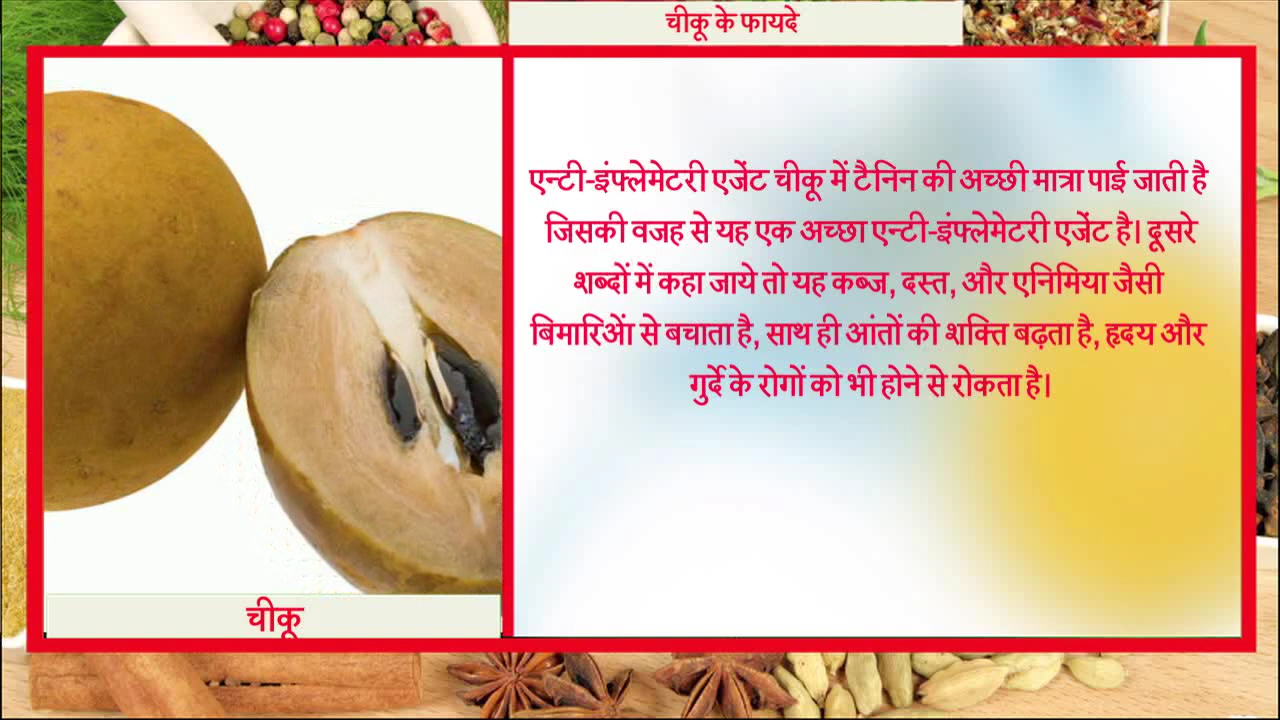 चीकू के फायदे
एन्टी-इंफ्लेमेटरी एजेंट चीकू में टैनिन की अच्छी मात्रा पाई जाती है
जिसकी वजह से यह एक अच्छा एन्टी-इंफ्लेमेटरी एजेंट है। दूसरे
शब्दों में कहा जाये तो यह कब्ज, दस्त, और एनिमिया जैसी
बिमारिओं से बचाता है, साथ ही आंतों की शक्ति बढ़ता है, हृदय और
गुर्दे के रोगों को भी होने से रोकता है।
चीकू